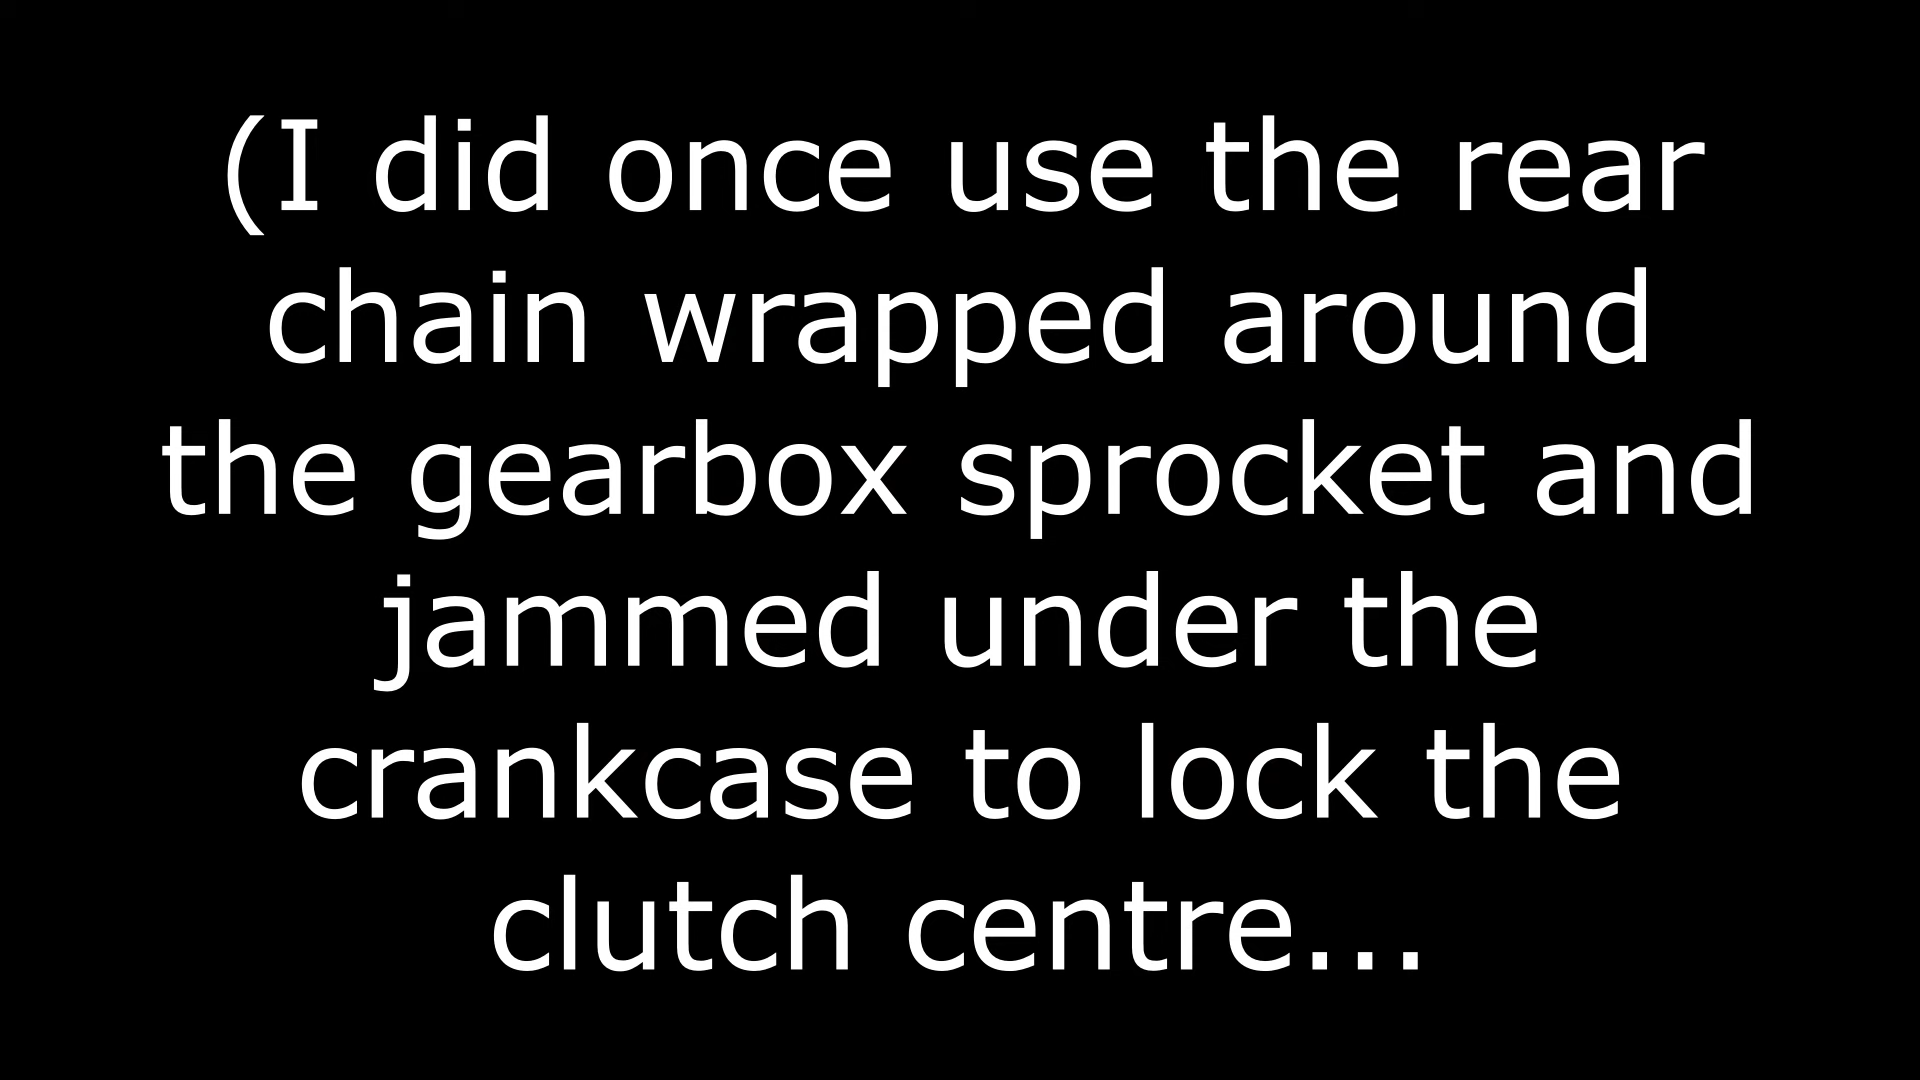 (I did once use the rear
chain wrapped around
the gearbox sprocket and
jammed under the
crankcase to lock the
clutch centre...